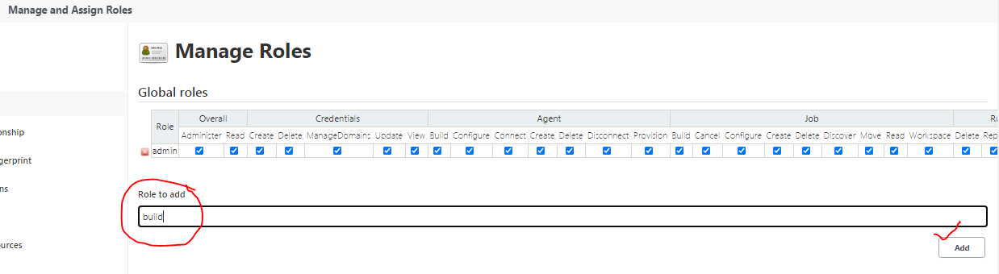 Manage and Assign Roles
Manage Roles
Global roles
Role Overall Credentials Agent Job Ru
Administer Read Create Delete ManageDomains Update View Build Configure Connect Create Delete Disconnect Provision Build Cancel Configure Create Delete Discover Move Read Workspace Delete Rep
admin
onship
gerprint
ns
urces
Role to add
build
Add